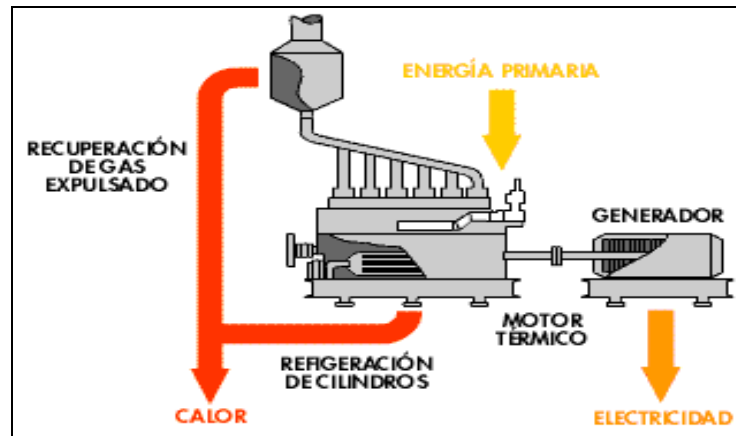 ENERGÍA PRIMARIA
RECUPERACIÓN
DE GAS
EXPULSADO
GENERADOR
MOTOR
TÉRMICO
REFIGERACIÓN
DE CILINDROS
CALOR
ELECTRICIDAD